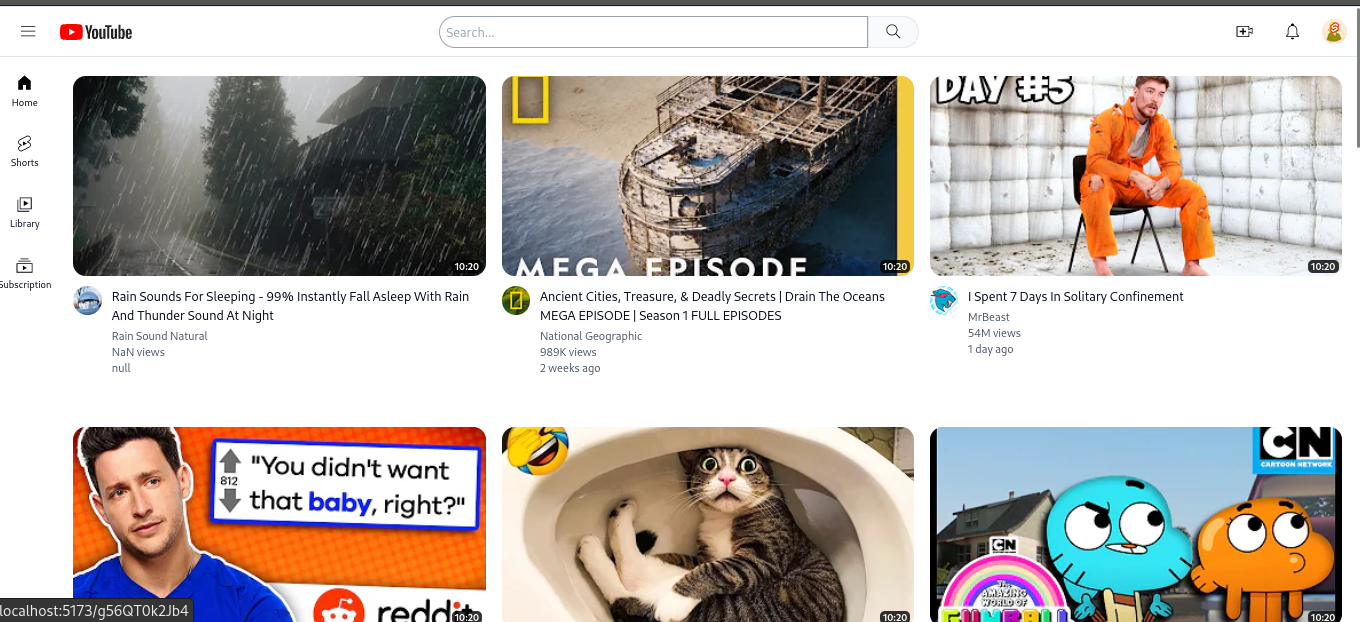 YouTube
Search...
Home
Shorts
Library
Subscription
10:20
MEGA EPISODE
10:20
DAY #5
10:20
Rain Sounds For Sleeping - 99% Instantly Fall Asleep With Rain
And Thunder Sound At Night
Rain Sound Natural
NaN views
null
Ancient Cities, Treasure, & Deadly Secrets | Drain The Oceans
MEGA EPISODE | Season 1 FULL EPISODES
National Geographic
989K views
2 weeks ago
I Spent 7 Days In Solitary Confinement
MrBeast
54M views
1 day ago
812
"You didn't want
that baby, right?"
reddit
10:20
10:20
CN
CARTOON NETWORK
CN
The
AMAZING
WORLD OF
GUMBALL
10:20
localhost:5173/g56QT0k2Jb4